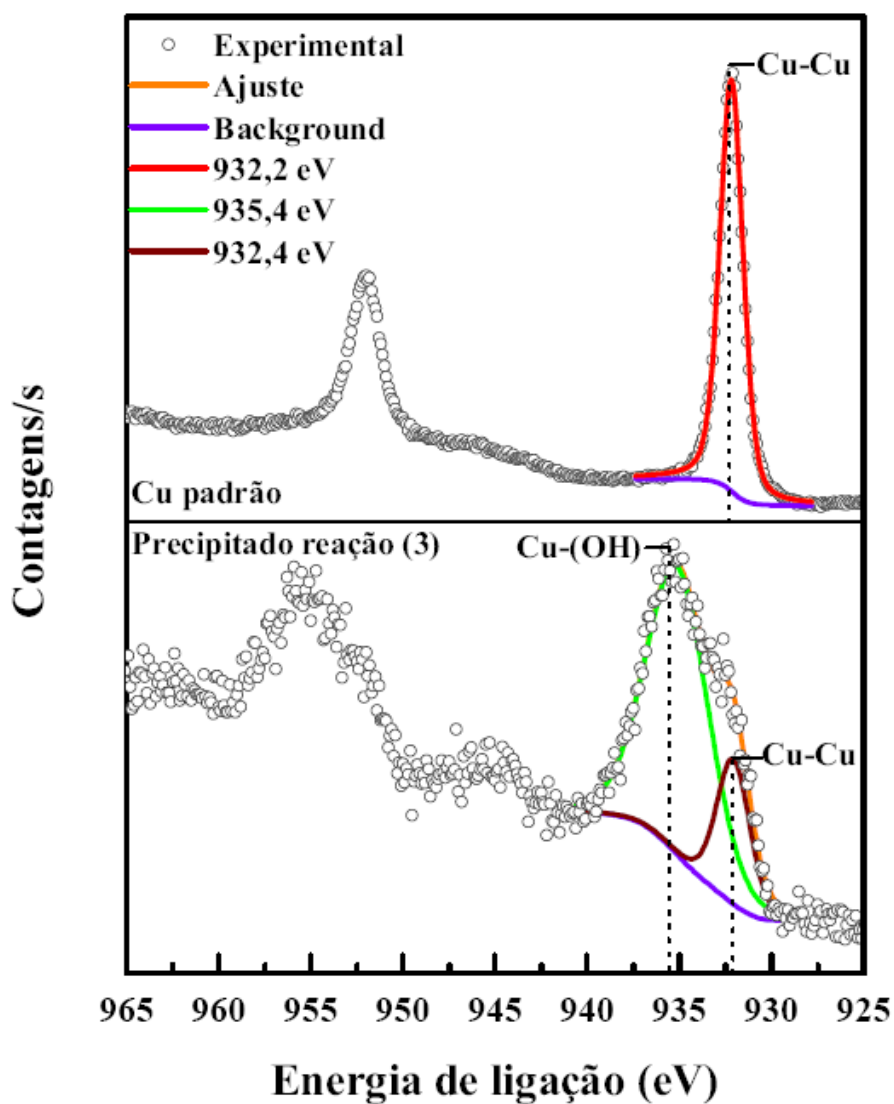 Experimental
Ajuste
Background
932,2 eV
935,4 eV
932,4 eV
Cu-Cu
Cu padrão
Precipitado reação (3)
Cu-(OH)
Cu-Cu
Contagens/s
965 960 955 950 945 940 935 930 925
Energia de ligação (eV)